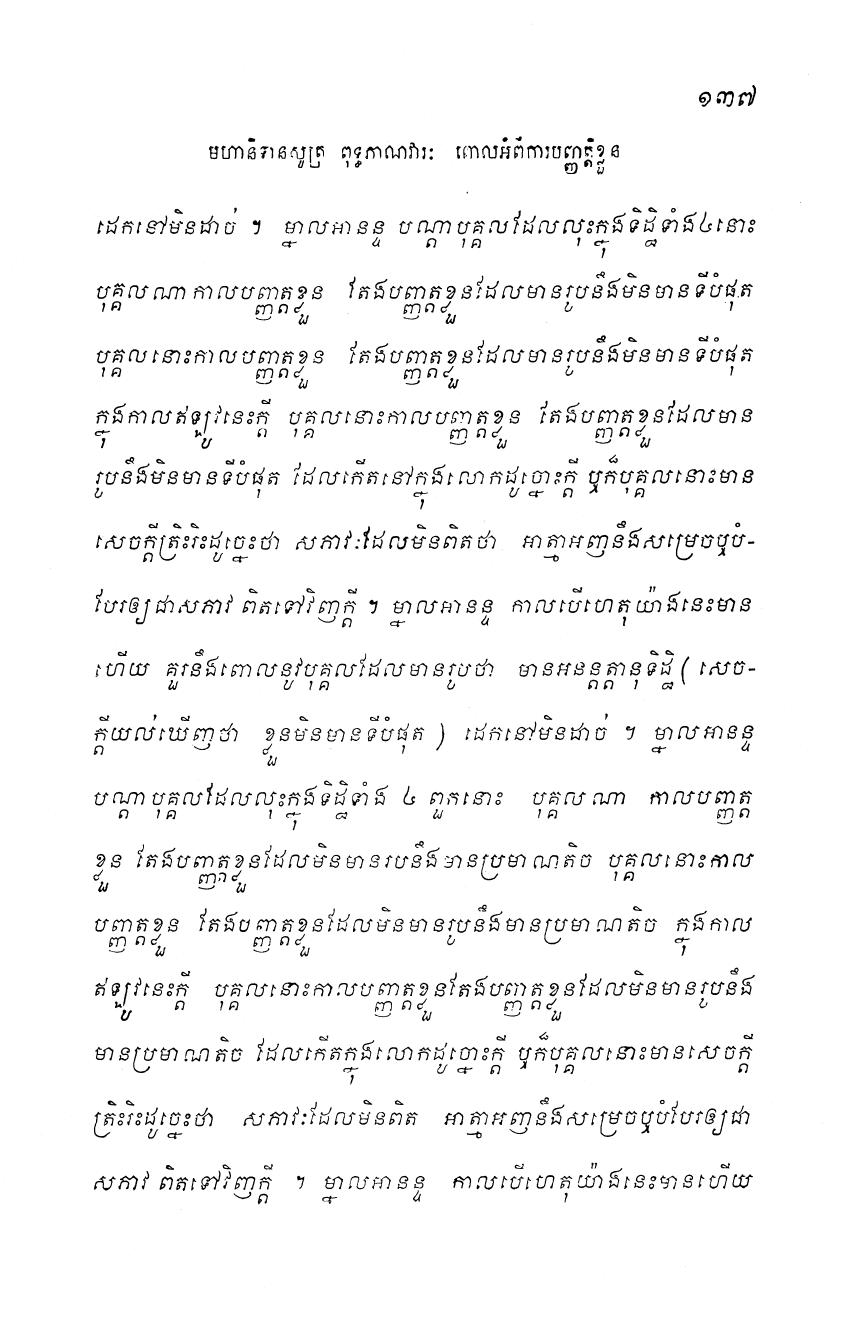 ១៣៧
មហានិទានសូត្រ ពុទ្ធភាណវារៈ ពោលអំពីការបញ្ញត្តិខ្លួន
ដេកនៅមិនដាច់ ។ ម្នាលអានន្ទ បណ្តាបុគ្គលដែលលុះក្នុងទិដ្ឋិទាំង៤នោះ
បុគ្គលណាកាលបញ្ញត្តខ្លួន តែងបញ្ញត្តខ្លួនដែលមានរូបនឹងមិនមានទីបំផុត
បុគ្គលនោះកាលបញ្ញត្តខ្លួន តែងបញ្ញត្តខ្លួនដែលមានរូបនឹងមិនមានទីបំផុត
ក្នុងកាលឥឡូវនេះក្តី បុគ្គលនោះកាលបញ្ញត្តខ្លួន តែងបញ្ញត្តខ្លួនដែលមាន
រូបនឹងមិនមានទីបំផុត ដែលកើតនៅក្នុងលោកដូច្នោះក្តី ឬក៏បុគ្គលនោះមាន
សេចក្តីត្រិះរិះដូច្នេះថា សភាវៈដែលមិនពិតថា អាត្មាអញនឹងសម្រេចឬបំ-
បែរឲ្យជាសភាវ ពិតទៅវិញក្តី ។ ម្នាលអានន្ទ កាលបើហេតុយ៉ាងនេះមាន
ហើយ គួរនឹងពោលនូវបុគ្គលដែលមានរូបថា មានអនន្តត្តានុទិដ្ឋិ ( សេច-
ក្តីយល់ឃើញថា ខ្លួនមិនមានទីបំផុត ) ដេកនៅមិនដាច់ ។ ម្នាលអានន្ទ
បណ្តាបុគ្គលដែលលុះក្នុងទិដ្ឋិទាំង ៤ ពួកនោះ បុគ្គលណា កាលបញ្ញត្ត
ខ្លួន តែងបញ្ញត្តខ្លួនដែលមិនមានរបនឹងមានប្រមាណតិច បុគ្គលនោះកាល
បញ្ញត្តខ្លួន តែងបញ្ញត្តខ្លួនដែលមិនមានរូបនឹងមានប្រមាណតិច ក្នុងកាល
ឥឡូវនេះក្តី បុគ្គលនោះកាលបញ្ញត្តខ្លួនតែងបញ្ញត្តខ្លួនដែលមិនមានរូបនឹង
មានប្រមាណតិច ដែលកើតក្នុងលោកដូច្នោះក្តី ឬក៏បុគ្គលនោះមានសេចក្តី
ត្រិះរិះដូច្នេះថា សភាវៈដែលមិនពិត អាត្មាអញនឹងសម្រេចឬបំបែរឲ្យជា
សភាវ ពិតទៅវិញក្តី ។ ម្នាលអានន្ទ កាលបើហេតុយ៉ាងនេះមានហើយ